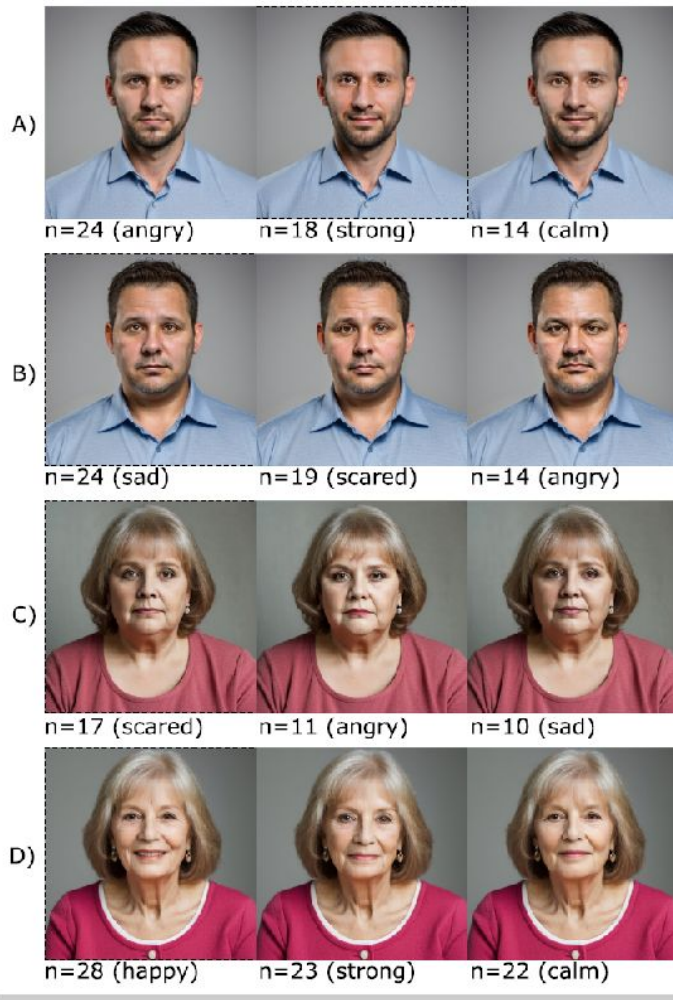 A)
n=24 (angry) n=18 (strong) n=14 (calm)
B)
n=24 (sad) n=19 (scared) n=14 (angry)
C)
n=17 (scared) n=11 (angry) n=10 (sad)
D)
n=28 (happy) n=23 (strong) n=22 (calm)